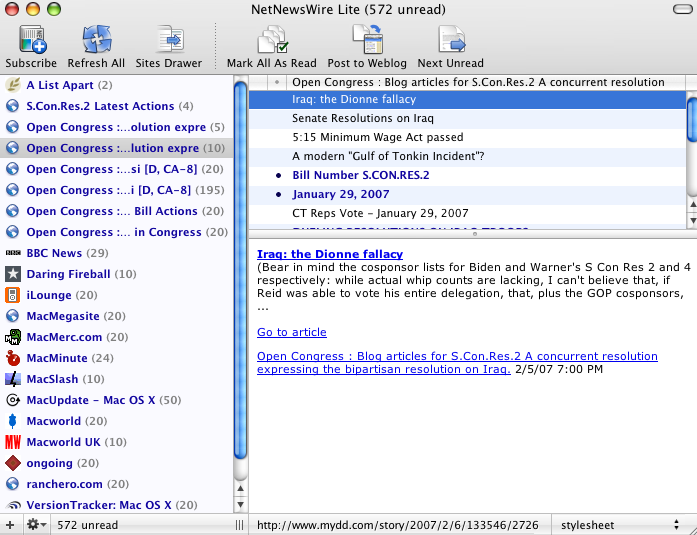 NetNewsWire Lite (572 unread)
Subscribe Refresh All Sites Drawer Mark All As Read Post to Weblog Next Unread
A List Apart (2)
S.Con.Res.2 Latest Actions (4)
Open Congress :...olution expre (5)
Open Congress :...lution expre (10)
Open Congress :...si [D, CA-8] (20)
Open Congress :...i [D, CA-8] (195)
Open Congress :... Bill Actions (20)
Open Congress :... in Congress (20)
BBC NEWS
BBC News (29)
Daring Fireball (10)
iLounge (20)
MacMegasite (20)
MacMerc.com (20)
MacMinute (24)
MacSlash (10)
MacUpdate - Mac OS X (50)
Macworld (20)
MW
Macworld UK (10)
ongoing (20)
ranchero.com (20)
VersionTracker: Mac OS X (20)
572 unread
Open Congress : Blog articles for S.Con.Res.2 A concurrent resolution
Iraq: the Dionne fallacy
Senate Resolutions on Iraq
5:15 Minimum Wage Act passed
A modern "Gulf of Tonkin Incident"?
Bill Number S.CON.RES.2
January 29, 2007
CT Reps Vote - January 29, 2007
Iraq: the Dionne fallacy
(Bear in mind the cosponsor lists for Biden and Warner's S Con Res 2 and 4
respectively: while actual whip counts are lacking, I can't believe that, if
Reid was able to vote his entire delegation, that, plus the GOP cosponsors,
...
Go to article
Open Congress : Blog articles for S.Con.Res.2 A concurrent resolution
expressing the bipartisan resolution on Iraq. 2/5/07 7:00 PM
http://www.mydd.com/story/2007/2/6/133546/2726
stylesheet